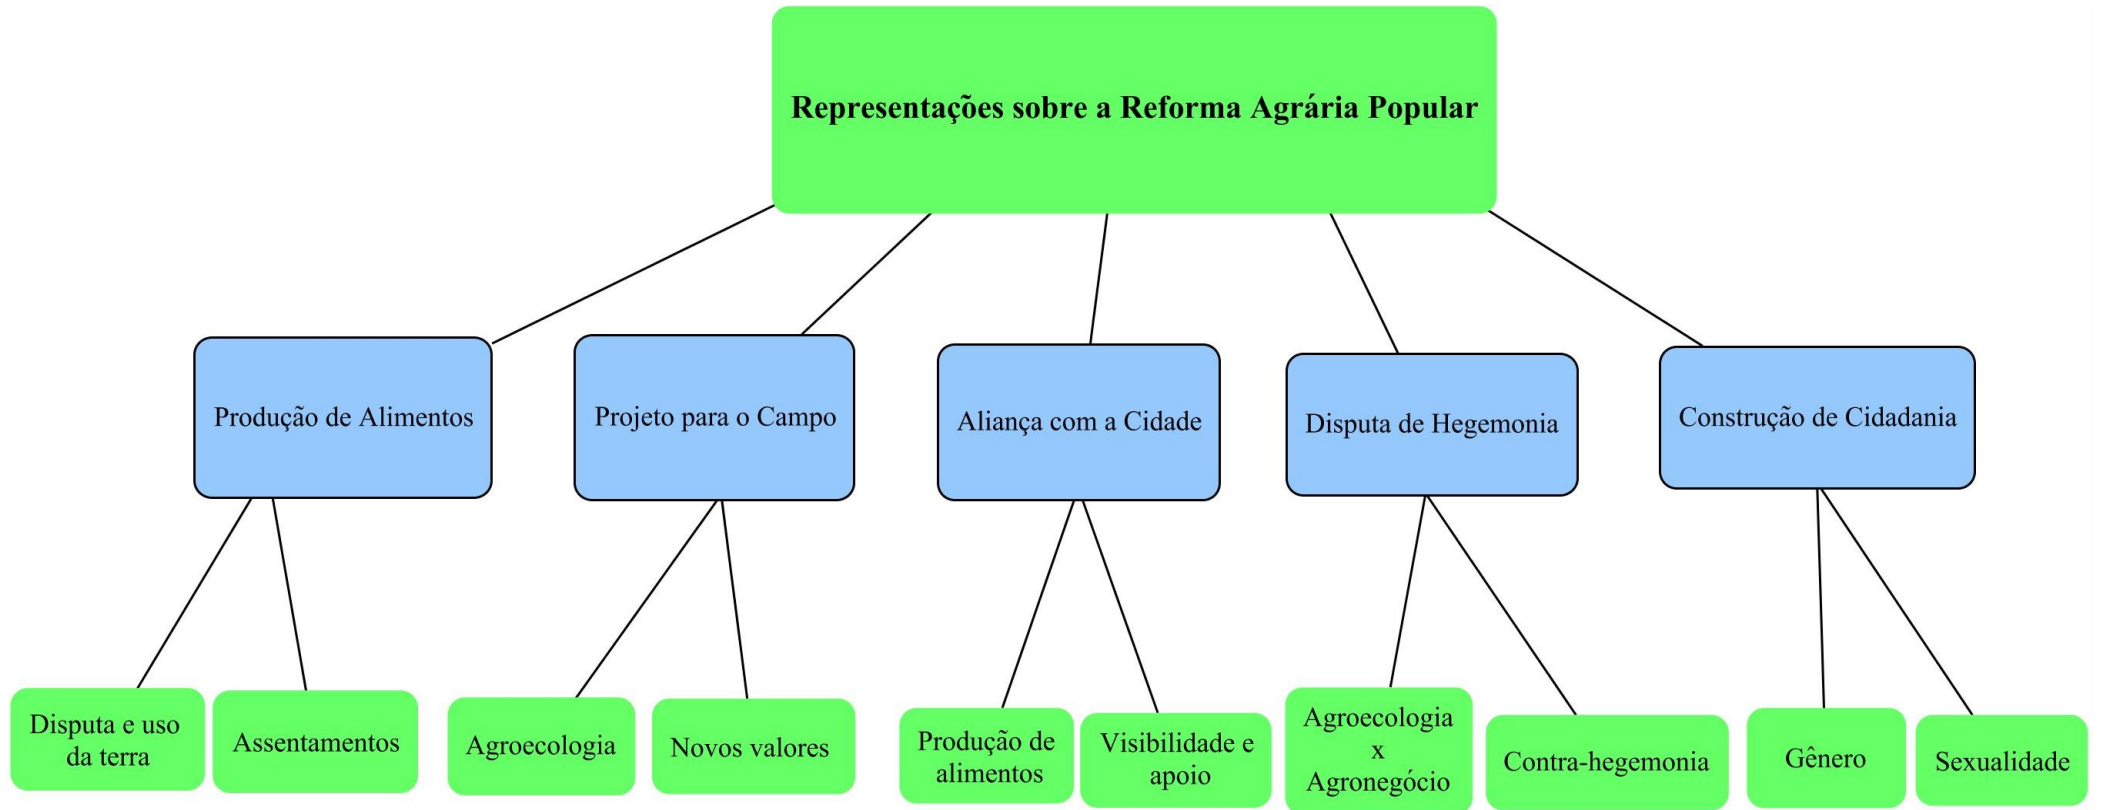 Representações sobre a Reforma Agrária Popular
Produção de Alimentos
Projeto para o Campo
Aliança com a Cidade
Disputa de Hegemonia
Construção de Cidadania
Disputa e uso
da terra
Assentamentos
Agroecologia
Novos valores
Produção de
alimentos
Visibilidade e
apoio
Agroecologia
x
Agronegócio
Contra-hegemonia
Gênero
Sexualidade